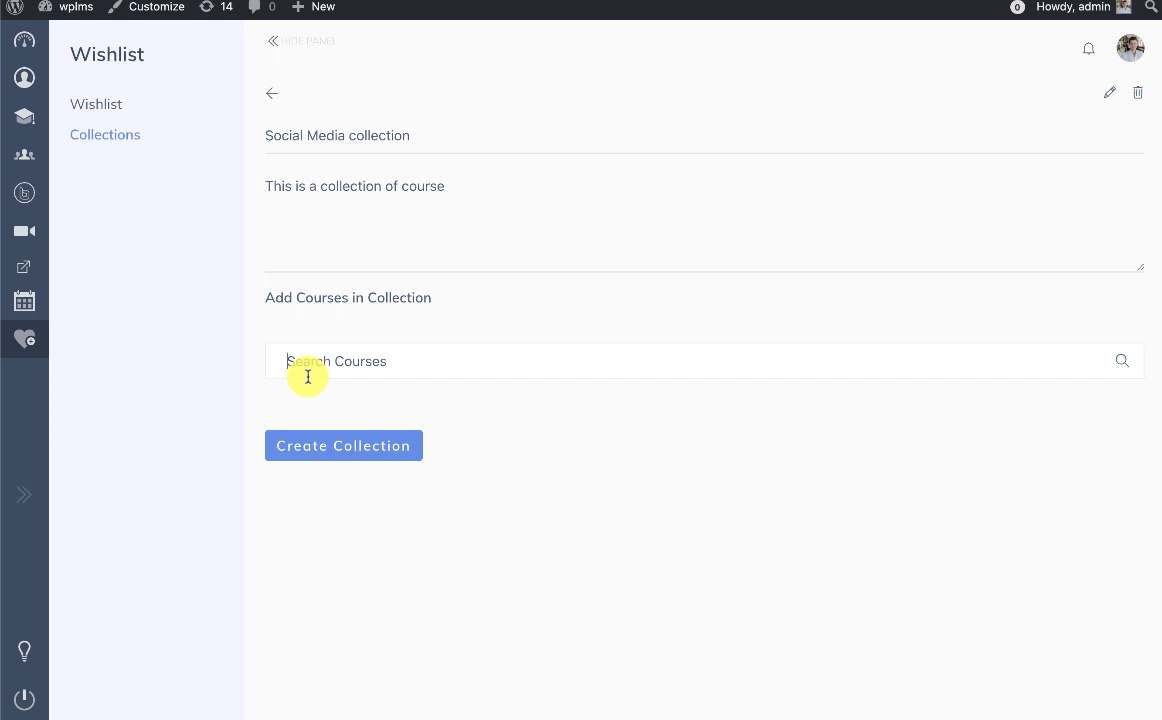 wplms Customize 14 0 New 0 Howdy, admin
Wishlist
HIDE PANEL
Wishlist
Collections
Social Media collection
This is a collection of course
Add Courses in Collection
Search Courses
Create Collection